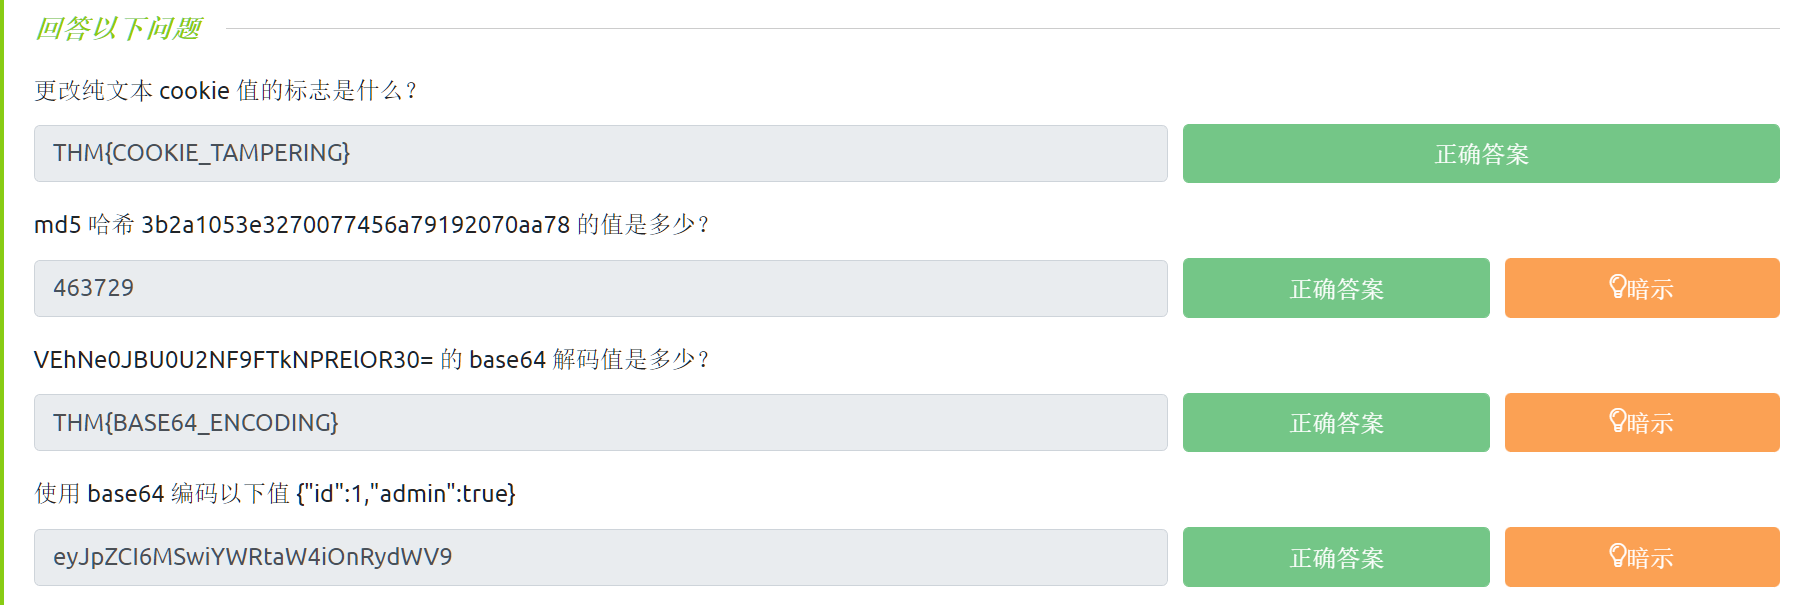 回答以下问题
更改纯文本 cookie 值的标志是什么？
THM{COOKIE_TAMPERING}
正确答案
md5 哈希 3b2a1053e3270077456a79192070aa78 的值是多少？
463729
正确答案
暗示
VEhNe0JBU0U2NF9FTkNPRElOR30= 的 base64 解码值是多少？
THM{BASE64_ENCODING}
正确答案
暗示
使用 base64 编码以下值 {"id":1,"admin":true}
eyJpZCI6MSwiYWRtaW4iOnRydWV9
正确答案
暗示